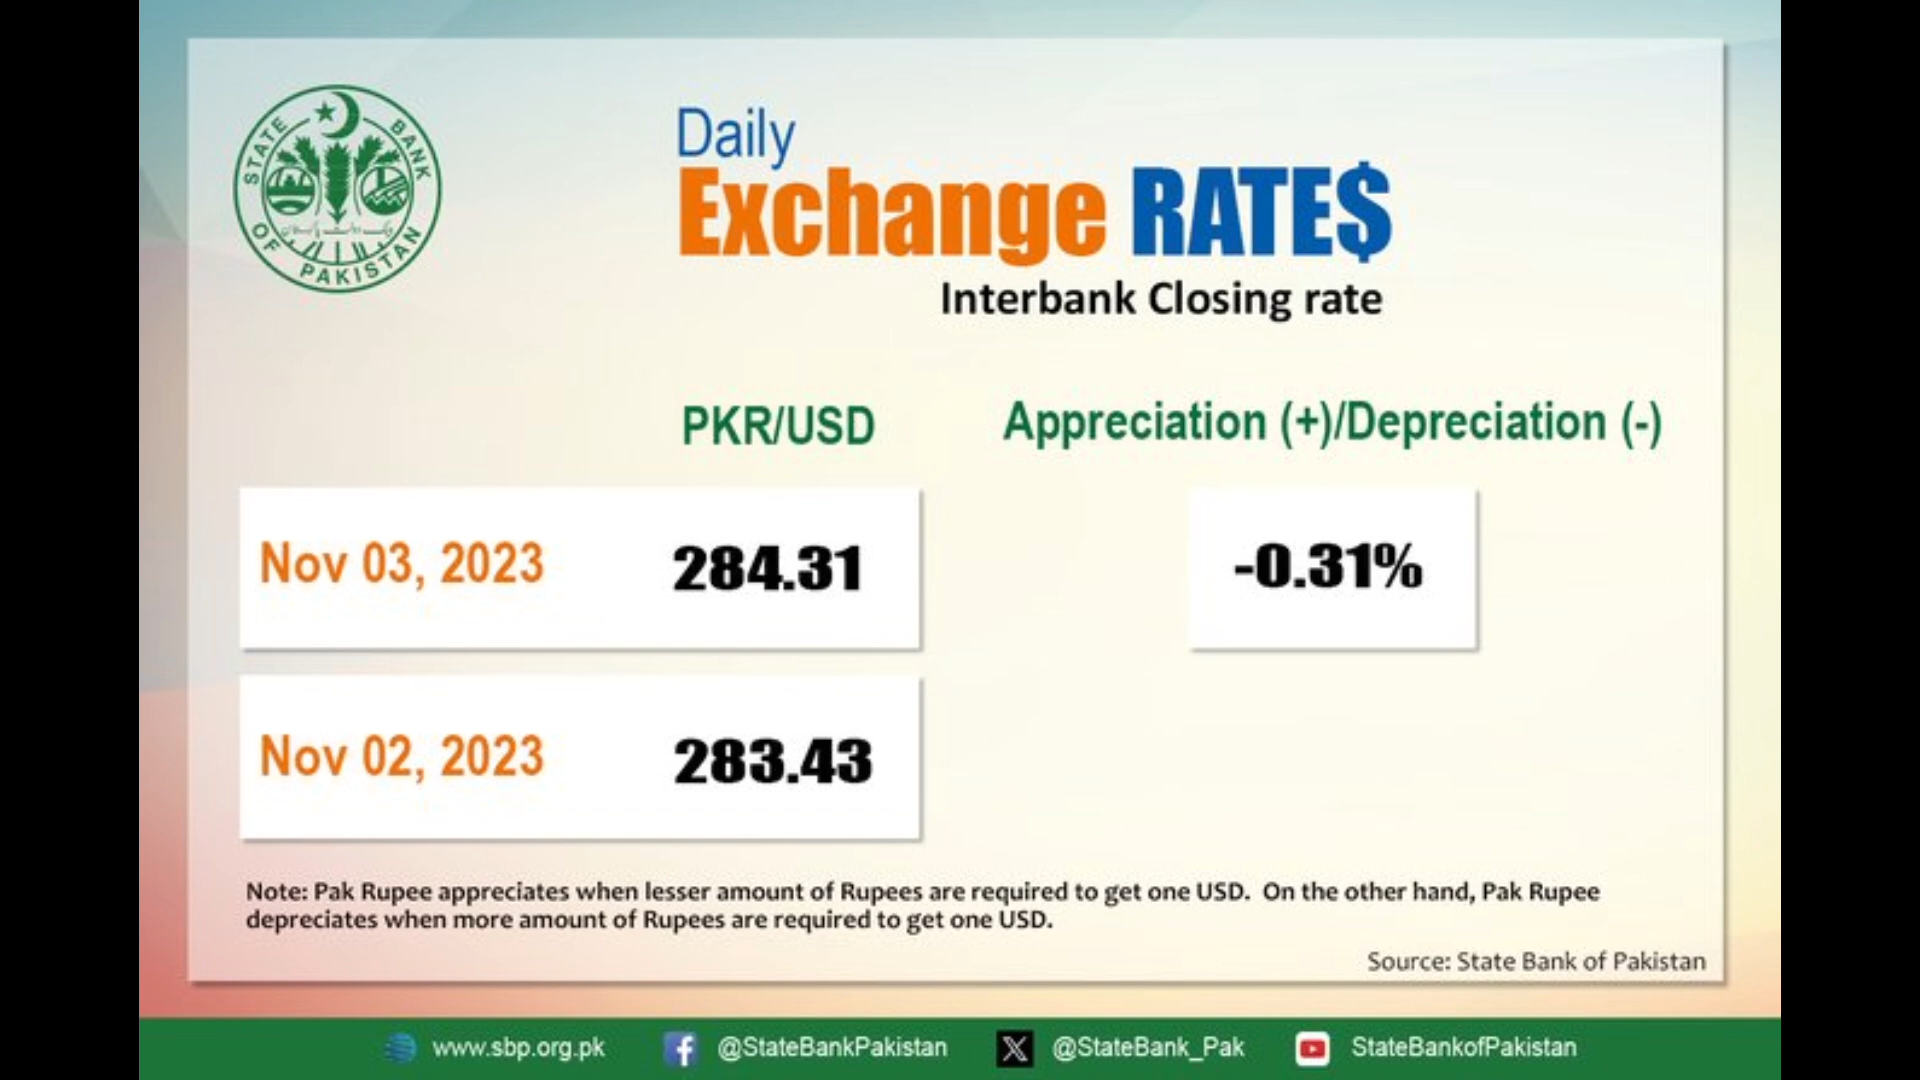 STATE BANK OF PAKISTAN
Daily
Exchange RATE$
Interbank Closing rate
PKR/USD
Appreciation (+)/Depreciation (-)
Nov 03, 2023
284.31
-0.31%
Nov 02, 2023
283.43
Note: Pak Rupee appreciates when lesser amount of Rupees are required to get one USD. On the other hand, Pak Rupee
depreciates when more amount of Rupees are required to get one USD.
Source: State Bank of Pakistan
www.sbp.org.pk
@StateBankPakistan
@StateBank_Pak
StateBankofPakistan